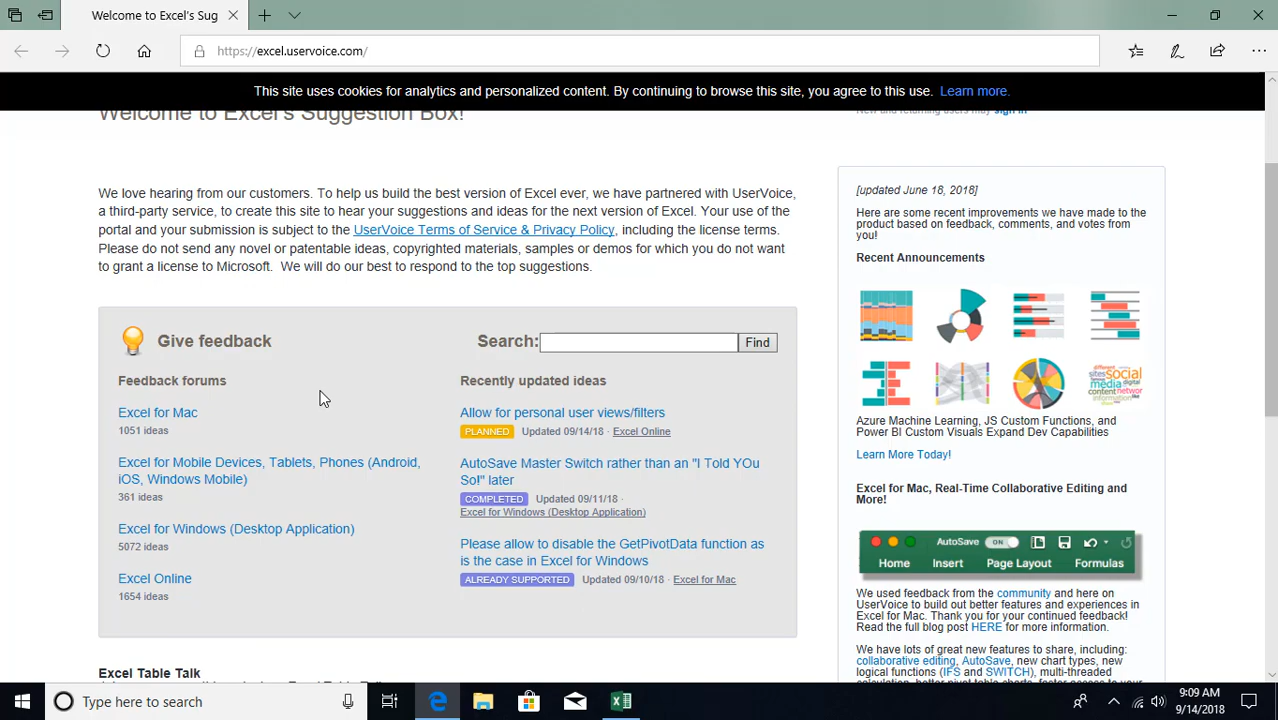 Welcome to Excel's Sug
https://excel.uservoice.com/
This site uses cookies for analytics and personalized content. By continuing to browse this site, you agree to this use. Learn more.
Welcome to Excel's Suggestion Box!
New and returning users may sign in
We love hearing from our customers. To help us build the best version of Excel ever, we have partnered with UserVoice,
a third-party service, to create this site to hear your suggestions and ideas for the next version of Excel. Your use of the
portal and your submission is subject to the UserVoice Terms of Service & Privacy Policy, including the license terms.
Please do not send any novel or patentable ideas, copyrighted materials, samples or demos for which you do not want
to grant a license to Microsoft.  We will do our best to respond to the top suggestions.
Give feedback
Search:
Find
Feedback forums
Excel for Mac
1051 ideas
Excel for Mobile Devices, Tablets, Phones (Android,
iOS, Windows Mobile)
361 ideas
Excel for Windows (Desktop Application)
5072 ideas
Excel Online
1654 ideas
Recently updated ideas
Allow for personal user views/filters
PLANNED Updated 09/14/18 · Excel Online
AutoSave Master Switch rather than an "I Told YOu
So!" later
COMPLETED Updated 09/11/18 ·
Excel for Windows (Desktop Application)
Please allow to disable the GetPivotData function as
is the case in Excel for Windows
ALREADY SUPPORTED Updated 09/10/18 · Excel for Mac
Excel Table Talk
[updated June 18, 2018]
Here are some recent improvements we have made to the
product based on feedback, comments, and votes from
you!
Recent Announcements
different
sites social
media digital
content networ
Azure Machine Learning, JS Custom Functions, and
Power BI Custom Visuals Expand Dev Capabilities
Learn More Today!
Excel for Mac, Real-Time Collaborative Editing and
More!
AutoSave ON
Home Insert Page Layout Formulas
We used feedback from the community and here on
UserVoice to build out better features and experiences in
Excel for Mac. Thank you for your continued feedback!
Read the full blog post HERE for more information.
We have lots of great new features to share, including:
collaborative editing, AutoSave, new chart types, new
logical functions (IFS and SWITCH), multi-threaded
Type here to search
9:09 AM
9/14/2018